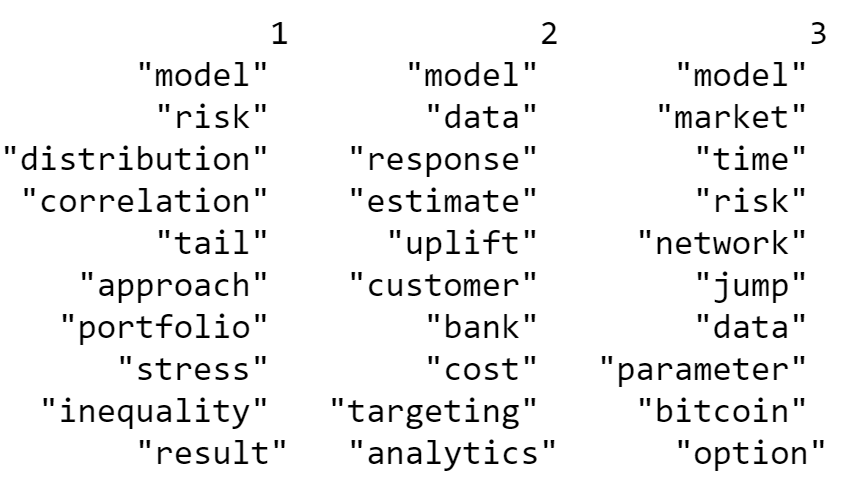 1 2 3
"model" "model" "model"
"risk" "data" "market"
"distribution" "response" "time"
"correlation" "estimate" "risk"
"tail" "uplift" "network"
"approach" "customer" "jump"
"portfolio" "bank" "data"
"stress" "cost" "parameter"
"inequality" "targeting" "bitcoin"
"result" "analytics" "option"